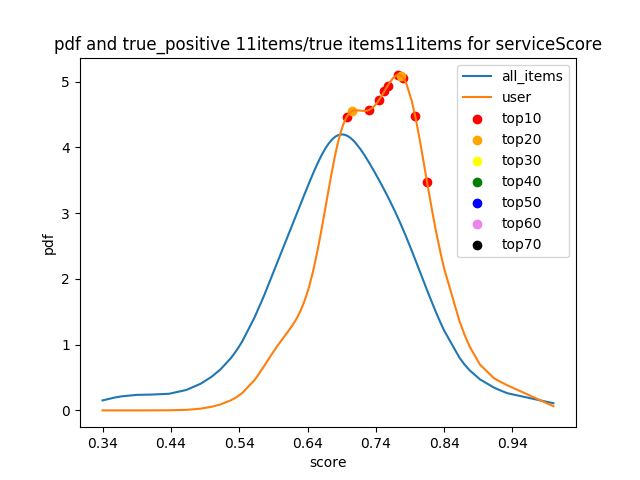 pdf and true_positive 11items/true items11items for serviceScore
all_items
user
top10
top20
top30
top40
top50
top60
top70
5
4
3
2
1
0
pdf
0.34 0.44 0.54 0.64 0.74 0.84 0.94
score